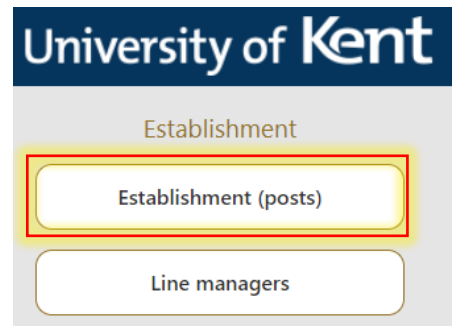 University of Kent
Establishment
Establishment (posts)
Line managers